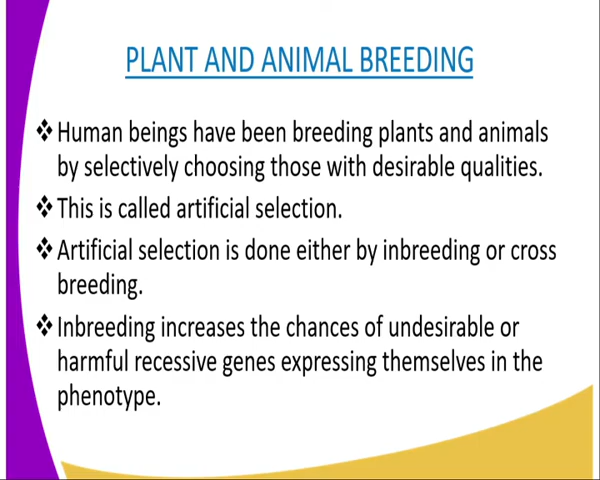 PLANT AND ANIMAL BREEDING
❖Human beings have been breeding plants and animals
by selectively choosing those with desirable qualities.
❖This is called artificial selection.
❖Artificial selection is done either by inbreeding or cross
breeding.
❖Inbreeding increases the chances of undesirable or
harmful recessive genes expressing themselves in the
phenotype.